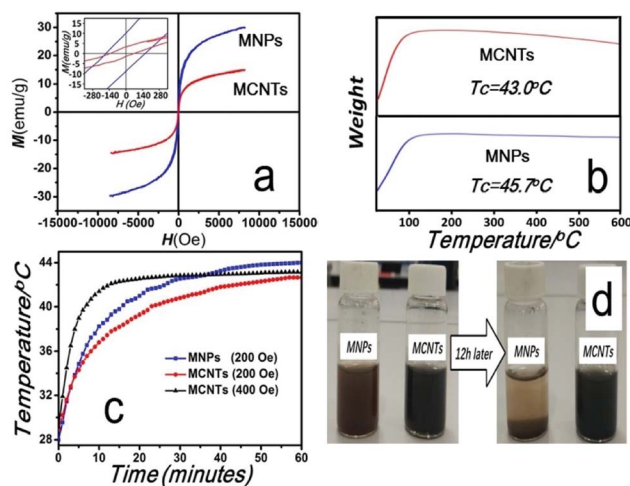 15
10
5
0
-5
-10
-15
-280 -140 0 140 280
M(emu/g)
H (Oe)
30
20
10
0
-10
-20
-30
M(emu/g)
MNPs
MCNTs
a
-15000 -10000 -5000 0 5000 10000 15000
H(Oe)
Weight
MCNTs
Tc=43.0ºC
MNPs
Tc=45.7ºC
b
100 200 300 400 500 600
Temperature/ºC
44
40
36
32
28
Temperature/ºC
MNPs (200 Oe)
MCNTs (200 Oe)
MCNTs (400 Oe)
c
0 10 20 30 40 50 60
Time (minutes)
d
MNPs
MCNTs
12h later
MNPs
MCNTs